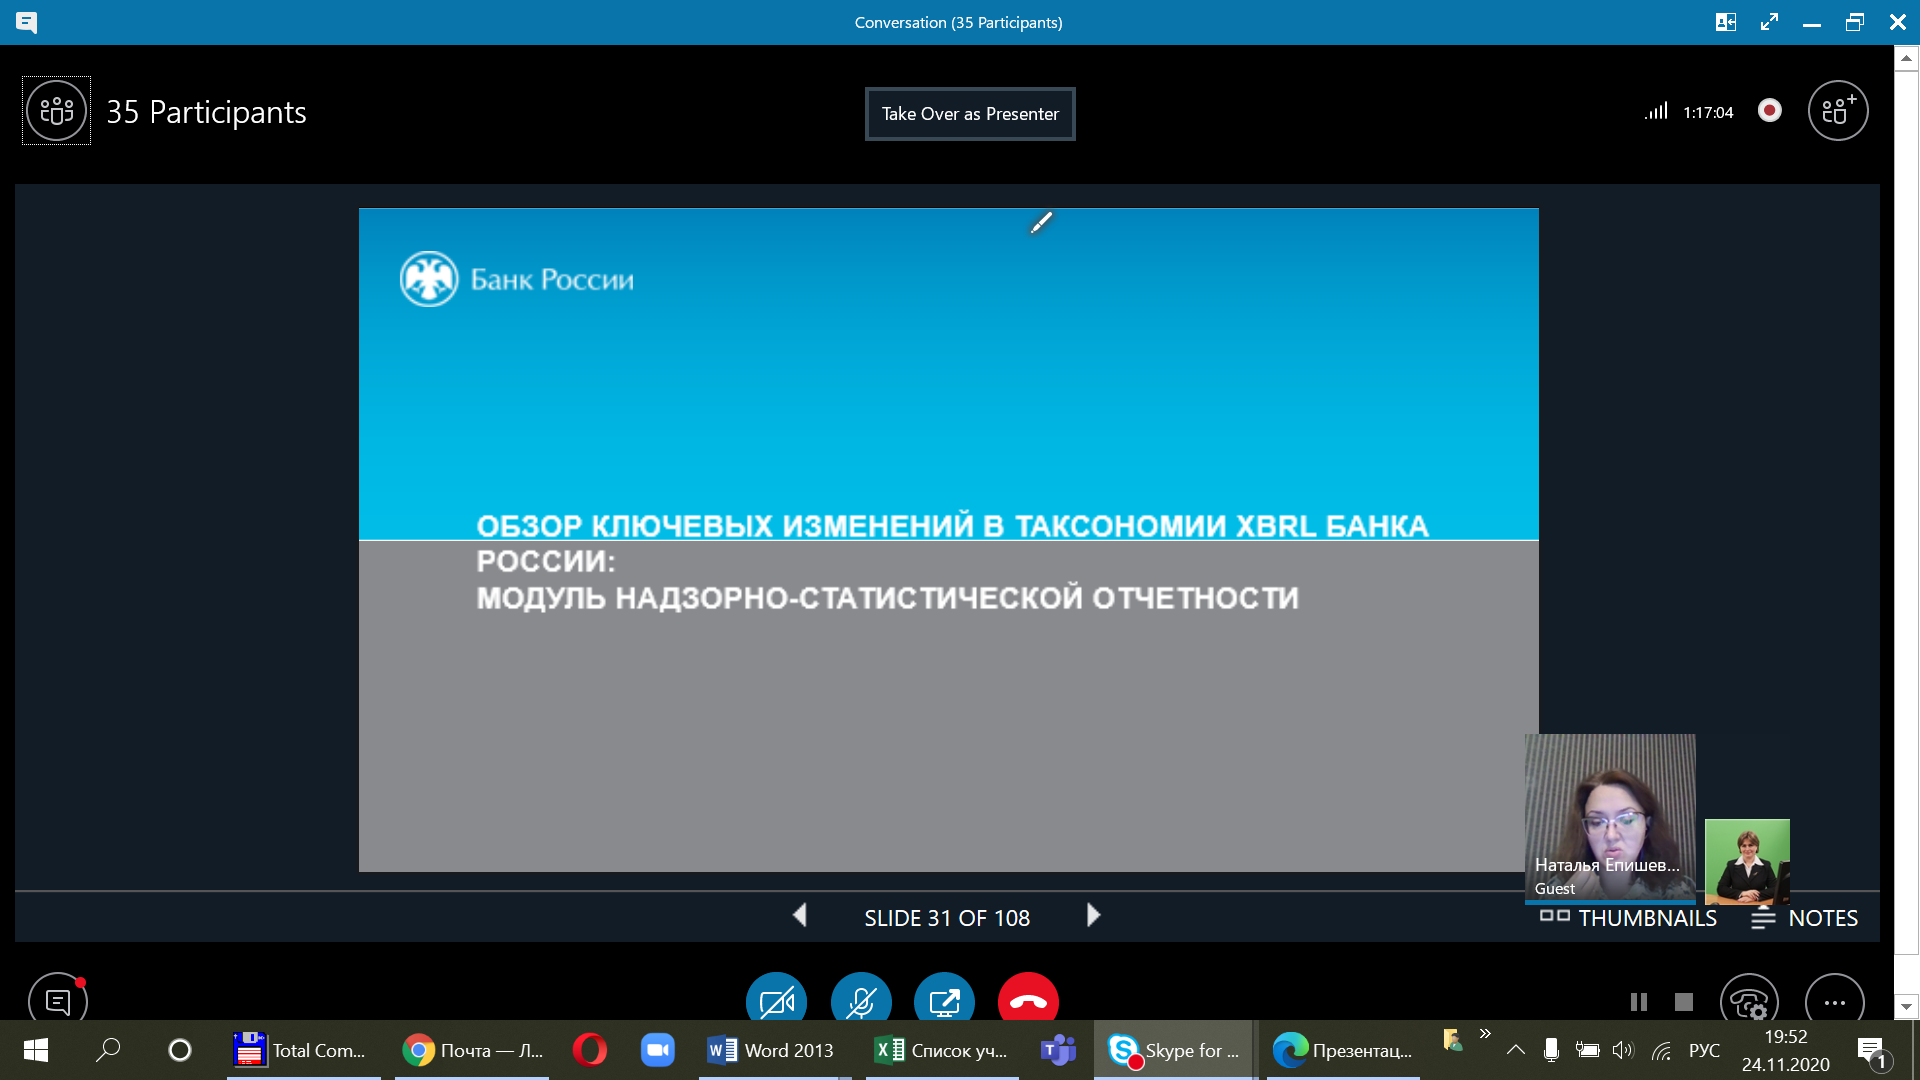 Conversation (35 Participants)
35 Participants
Take Over as Presenter
1:17:04
Банк России
ОБЗОР КЛЮЧЕВЫХ ИЗМЕНЕНИЙ В ТАКСОНОМИИ XBRL БАНКА
РОССИИ:
МОДУЛЬ НАДЗОРНО-СТАТИСТИЧЕСКОЙ ОТЧЕТНОСТИ
Наталья Епишев...
Guest
SLIDE 31 OF 108
THUMBNAILS
NOTES
Total Com...
Почта — Л...
Word 2013
Список уч...
Skype for ...
Презентац...
РУС
19:52
24.11.2020
1